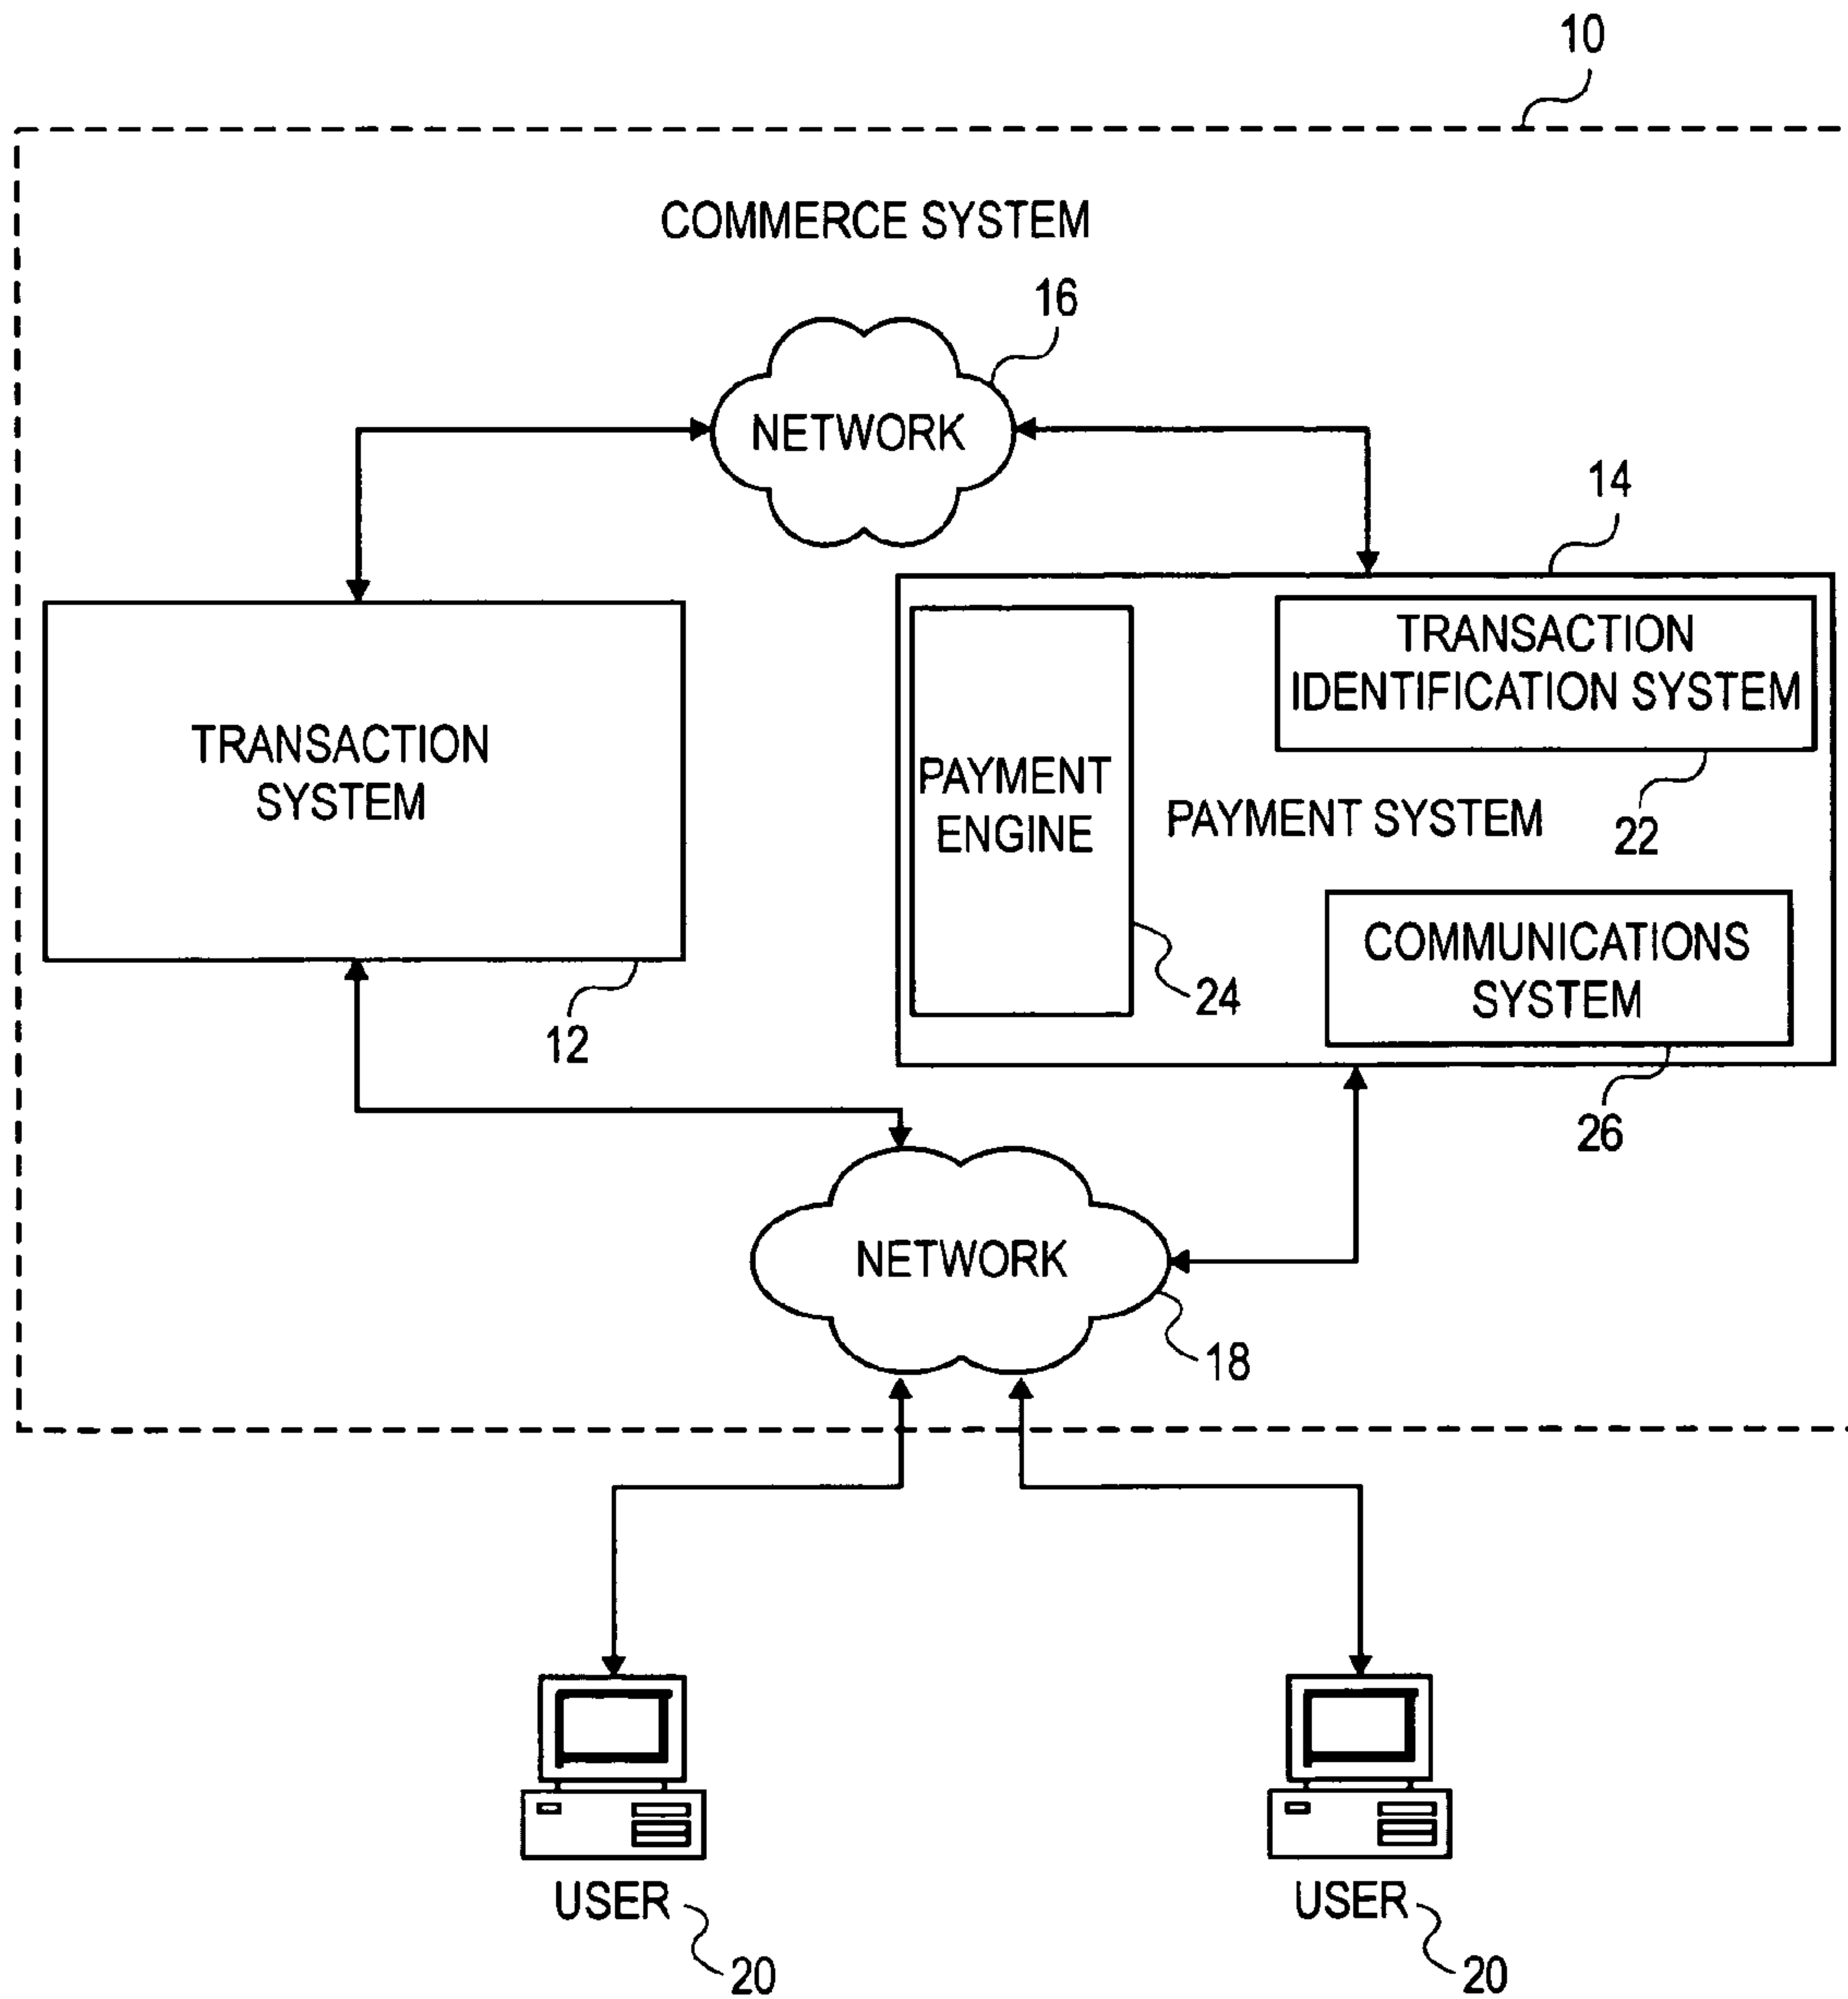 10
COMMERCE SYSTEM
16
NETWORK
14
TRANSACTION
IDENTIFICATION SYSTEM
22
TRANSACTION
SYSTEM
12
PAYMENT
ENGINE
24
PAYMENT SYSTEM
COMMUNICATIONS
SYSTEM
26
NETWORK
18
USER
20
USER
20